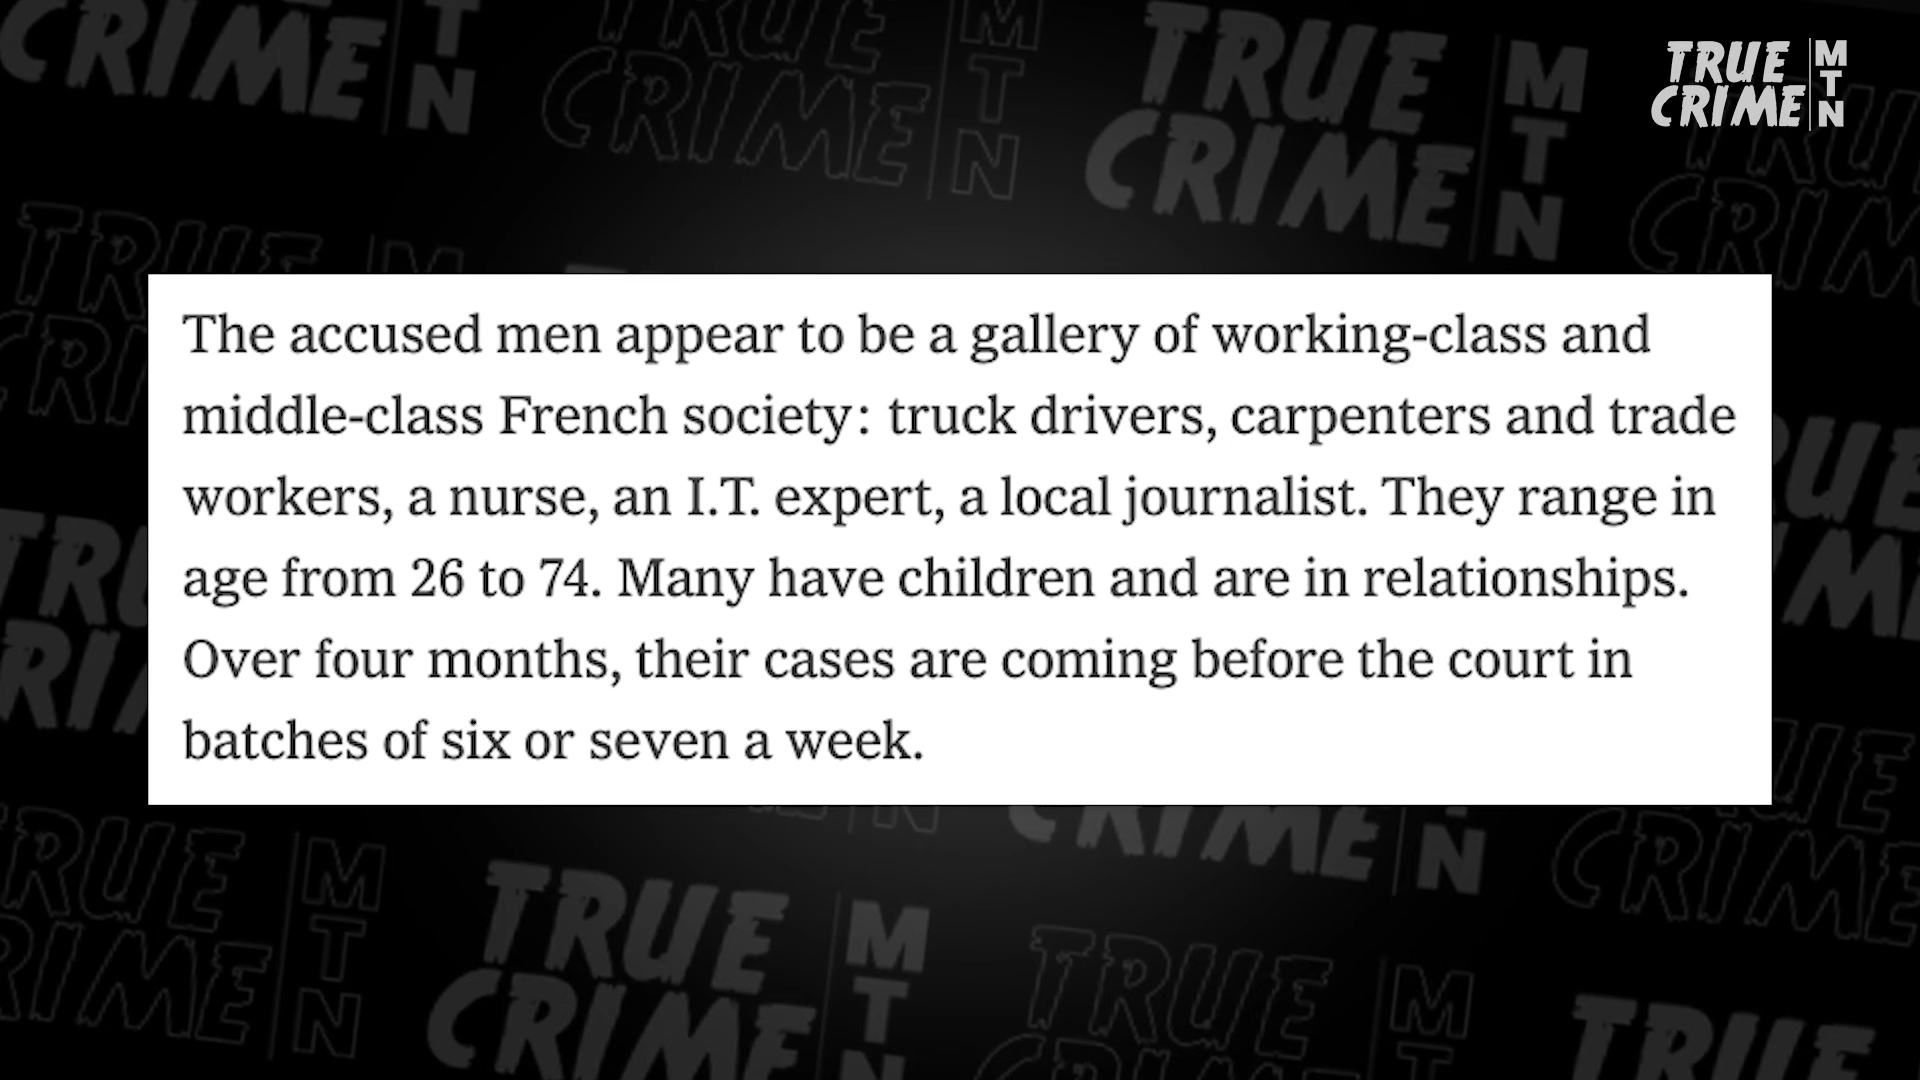 TRUE
CRIME
MTN
The accused men appear to be a gallery of working-class and
middle-class French society: truck drivers, carpenters and trade
workers, a nurse, an I.T. expert, a local journalist. They range in
age from 26 to 74. Many have children and are in relationships.
Over four months, their cases are coming before the court in
batches of six or seven a week.